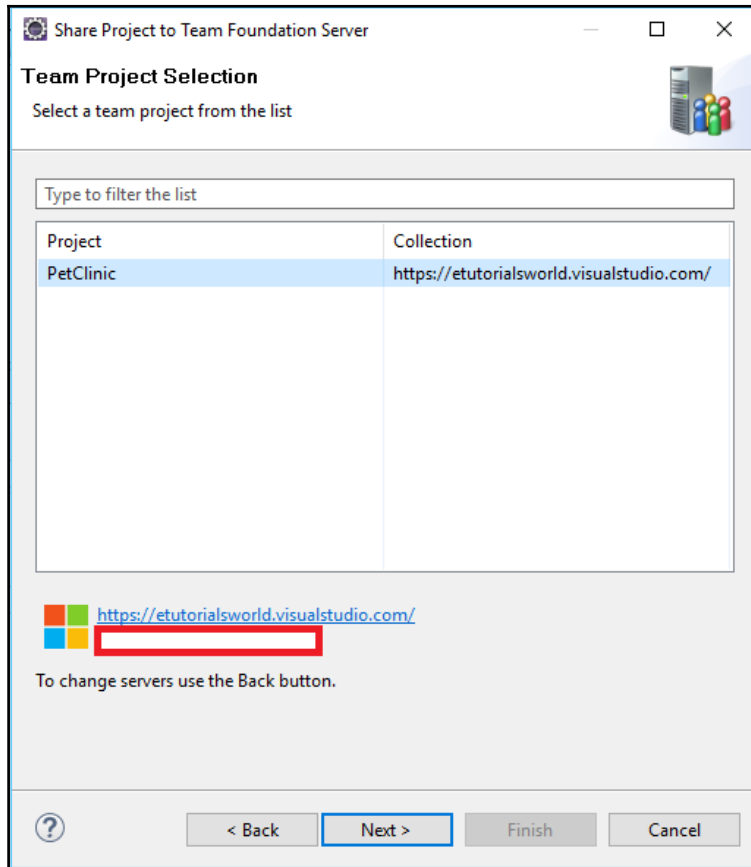 Share Project to Team Foundation Server
Team Project Selection
Select a team project from the list
Type to filter the list
Project Collection
PetClinic https://etutorialsworld.visualstudio.com/
https://etutorialsworld.visualstudio.com/
To change servers use the Back button.
? < Back Next > Finish Cancel